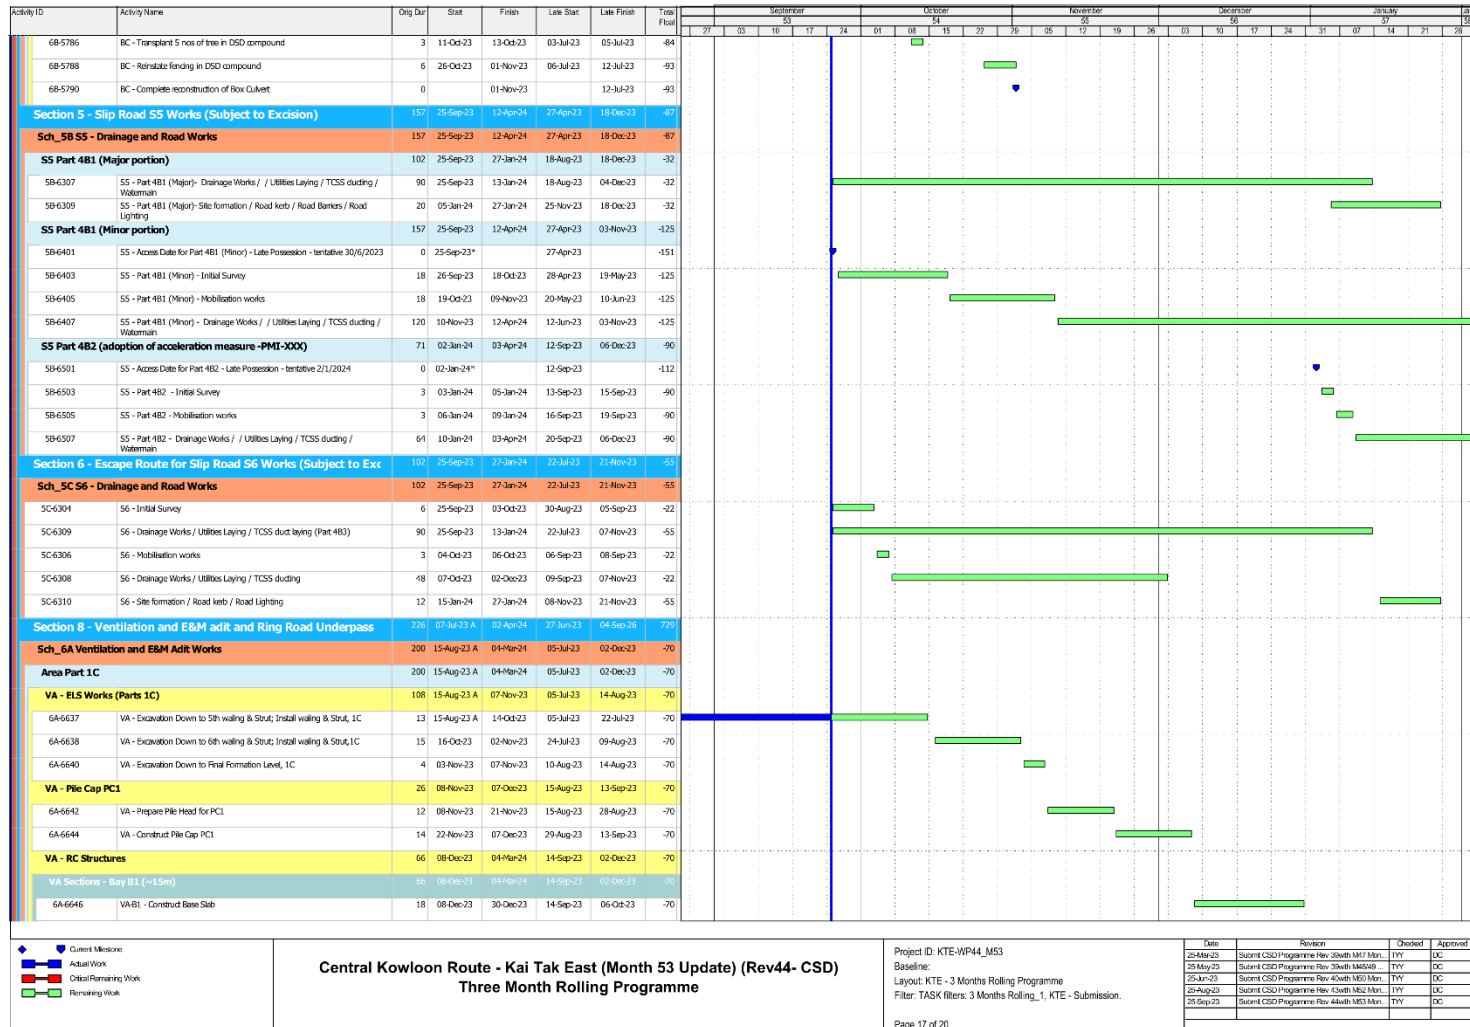 Activity ID Activity Name Orig Dur Start Finish Late Start Late Finish Total Float
September October November December January
53 54 55 56 57 58
27 03 10 17 24 01 08 15 22 29 05 12 19 26 03 10 17 24 31 07 14 21 28
6B-5786 BC - Transplant 5 nos of tree in DSD compound 3 11-Oct-23 13-Oct-23 03-Jul-23 05-Jul-23 -84
6B-5788 BC - Reinstate fencing in DSD compound 6 26-Oct-23 01-Nov-23 06-Jul-23 12-Jul-23 -93
6B-5790 BC - Complete reconstruction of Box Culvert 0 01-Nov-23 12-Jul-23 -93
Section 5 - Slip Road S5 Works (Subject to Excision) 157 25-Sep-23 12-Apr-24 27-Apr-23 18-Dec-23 -87
Sch_5B S5 - Drainage and Road Works 157 25-Sep-23 12-Apr-24 27-Apr-23 18-Dec-23 -87
S5 Part 4B1 (Major portion) 102 25-Sep-23 27-Jan-24 18-Aug-23 18-Dec-23 -32
5B-6307 S5 - Part 4B1 (Major)- Drainage Works / / Utilities Laying / TCSS ducting / Watermain 90 25-Sep-23 13-Jan-24 18-Aug-23 04-Dec-23 -32
5B-6309 S5 - Part 4B1 (Major)- Site formation / Road kerb / Road Barriers / Road Lighting 20 05-Jan-24 27-Jan-24 25-Nov-23 18-Dec-23 -32
S5 Part 4B1 (Minor portion) 157 25-Sep-23 12-Apr-24 27-Apr-23 03-Nov-23 -125
5B-6401 S5 - Access Date for Part 4B1 (Minor) - Late Possession - tentative 30/6/2023 0 25-Sep-23* 27-Apr-23 -151
5B-6403 S5 - Part 4B1 (Minor) - Initial Survey 18 26-Sep-23 18-Oct-23 28-Apr-23 19-May-23 -125
5B-6405 S5 - Part 4B1 (Minor) - Mobilisation works 18 19-Oct-23 09-Nov-23 20-May-23 10-Jun-23 -125
5B-6407 S5 - Part 4B1 (Minor) - Drainage Works / / Utilities Laying / TCSS ducting / Watermain 120 10-Nov-23 12-Apr-24 12-Jun-23 03-Nov-23 -125
S5 Part 4B2 (adoption of acceleration measure -PMI-XXX) 71 02-Jan-24 03-Apr-24 12-Sep-23 06-Dec-23 -90
5B-6501 S5 - Access Date for Part 4B2 - Late Possession - tentative 2/1/2024 0 02-Jan-24* 12-Sep-23 -112
5B-6503 S5 - Part 4B2 - Initial Survey 3 03-Jan-24 05-Jan-24 13-Sep-23 15-Sep-23 -90
5B-6505 S5 - Part 4B2 - Mobilisation works 3 06-Jan-24 09-Jan-24 16-Sep-23 19-Sep-23 -90
5B-6507 S5 - Part 4B2 - Drainage Works / / Utilities Laying / TCSS ducting / Watermain 64 10-Jan-24 03-Apr-24 20-Sep-23 06-Dec-23 -90
Section 6 - Escape Route for Slip Road S6 Works (Subject to Exc 102 25-Sep-23 27-Jan-24 22-Jul-23 21-Nov-23 -55
Sch_5C S6 - Drainage and Road Works 102 25-Sep-23 27-Jan-24 22-Jul-23 21-Nov-23 -55
5C-6304 S6 - Initial Survey 6 25-Sep-23 03-Oct-23 30-Aug-23 05-Sep-23 -22
5C-6309 S6 - Drainage Works / Utilities Laying / TCSS duct laying (Part 4B3) 90 25-Sep-23 13-Jan-24 22-Jul-23 07-Nov-23 -55
5C-6306 S6 - Mobilisation works 3 04-Oct-23 06-Oct-23 06-Sep-23 08-Sep-23 -22
5C-6308 S6 - Drainage Works / Utilities Laying / TCSS ducting 48 07-Oct-23 02-Dec-23 09-Sep-23 07-Nov-23 -22
5C-6310 S6 - Site formation / Road kerb / Road Lighting 12 15-Jan-24 27-Jan-24 08-Nov-23 21-Nov-23 -55
Section 8 - Ventilation and E&M adit and Ring Road Underpass 226 07-Jul-23 A 02-Apr-24 27-Jun-23 04-Sep-26 729
Sch_6A Ventilation and E&M Adit Works 200 15-Aug-23 A 04-Mar-24 05-Jul-23 02-Dec-23 -70
Area Part 1C 200 15-Aug-23 A 04-Mar-24 05-Jul-23 02-Dec-23 -70
VA - ELS Works (Parts 1C) 108 15-Aug-23 A 07-Nov-23 05-Jul-23 14-Aug-23 -70
6A-6637 VA - Excavation Down to 5th waling & Strut; Install waling & Strut, 1C 13 15-Aug-23 A 14-Oct-23 05-Jul-23 22-Jul-23 -70
6A-6638 VA - Excavation Down to 6th waling & Strut; Install waling & Strut,1C 15 16-Oct-23 02-Nov-23 24-Jul-23 09-Aug-23 -70
6A-6640 VA - Excavation Down to Final Formation Level, 1C 4 03-Nov-23 07-Nov-23 10-Aug-23 14-Aug-23 -70
VA - Pile Cap PC1 26 08-Nov-23 07-Dec-23 15-Aug-23 13-Sep-23 -70
6A-6642 VA - Prepare Pile Head for PC1 12 08-Nov-23 21-Nov-23 15-Aug-23 28-Aug-23 -70
6A-6644 VA - Construct Pile Cap PC1 14 22-Nov-23 07-Dec-23 29-Aug-23 13-Sep-23 -70
VA - RC Structures 66 08-Dec-23 04-Mar-24 14-Sep-23 02-Dec-23 -70
VA Sections - Bay B1 (~15m) 66 08-Dec-23 04-Mar-24 14-Sep-23 02-Dec-23 -70
6A-6646 VA-B1 - Construct Base Slab 18 08-Dec-23 30-Dec-23 14-Sep-23 06-Oct-23 -70
Current Milestone
Actual Work
Critical Remaining Work
Remaining Work
Central Kowloon Route - Kai Tak East (Month 53 Update) (Rev44- CSD)
Three Month Rolling Programme
Project ID: KTE-WP44_M53
Baseline:
Layout: KTE - 3 Months Rolling Programme
Filter: TASK filters: 3 Months Rolling_1, KTE - Submission.
Page 17 of 20
Date Revision Checked Approved
25-Mar-23 Submit CSD Programme Rev 39with M47 Mon... TYY DC
25-May-23 Submit CSD Programme Rev 39with M48/49 ... TYY DC
25-Jun-23 Submit CSD Programme Rev 40with M50 Mon... TYY DC
25-Aug-23 Submit CSD Programme Rev 43with M52 Mon... TYY DC
25-Sep-23 Submit CSD Programme Rev 44with M53 Mon... TYY DC